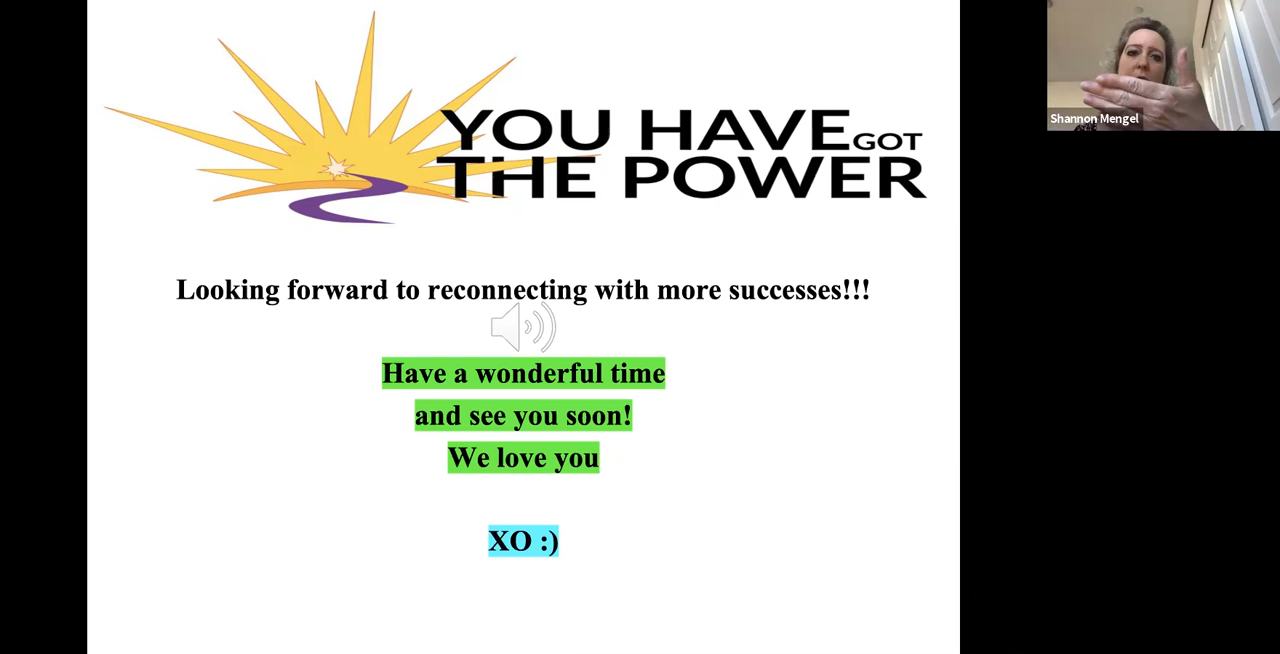 YOU HAVE GOT
THE POWER
Looking forward to reconnecting with more successes!!!
Have a wonderful time
and see you soon!
We love you
XO :)
Shannon Mengel